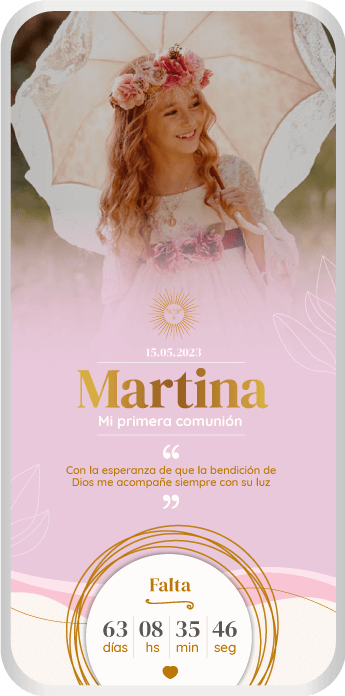 15.05.2023
Martina
Mi primera comunión
“
Con la esperanza de que la bendición de
Dios me acompañe siempre con su luz
”
Falta
63 08 35 46
días hs min seg